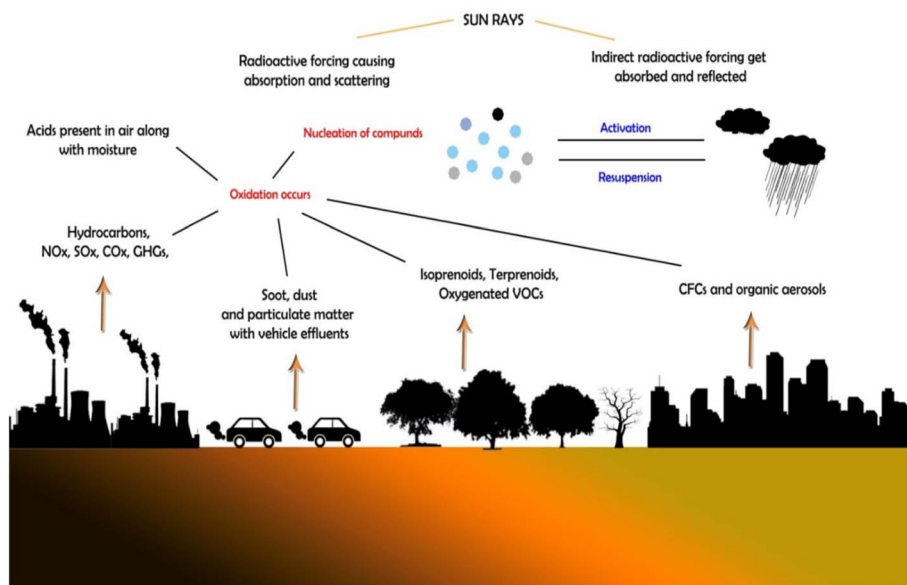 SUN RAYS
Radioactive forcing causing
absorption and scattering
Indirect radioactive forcing get
absorbed and reflected
Acids present in air along
with moisture
Nucleation of compunds
Activation
Resuspension
Oxidation occurs
Hydrocarbons,
NOx, SOx, COx, GHGs,
Soot, dust
and particulate matter
with vehicle effluents
Isoprenoids, Terprenoids,
Oxygenated VOCs
CFCs and organic aerosols